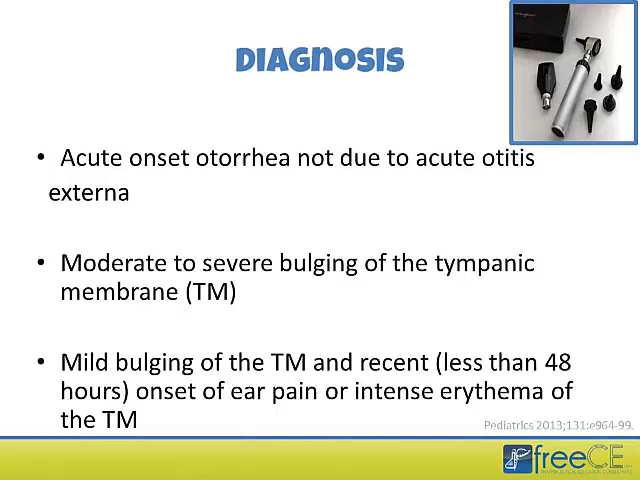 DIAGNOSIS
• Acute onset otorrhea not due to acute otitis
externa
• Moderate to severe bulging of the tympanic
membrane (TM)
• Mild bulging of the TM and recent (less than 48
hours) onset of ear pain or intense erythema of
the TM
Pediatrics 2013;131:e964-99.
freeCE